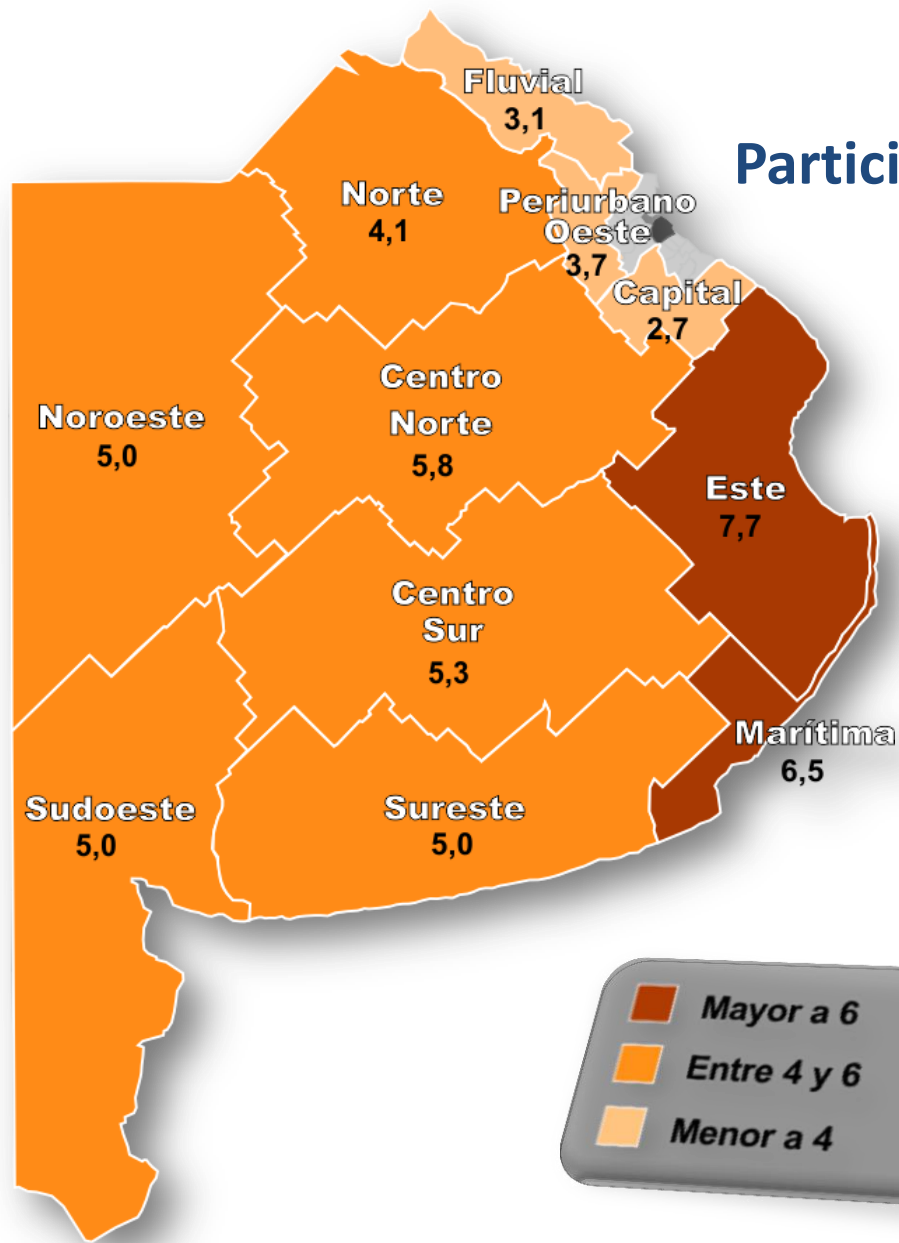 Fluvial
3,1
Partici
Norte
4,1
Periurbano
Oeste
3,7
Capital
2,7
Centro
Norte
5,8
Noroeste
5,0
Este
7,7
Centro
Sur
5,3
Marítima
6,5
Sudoeste
5,0
Sureste
5,0
Mayor a 6
Entre 4 y 6
Menor a 4